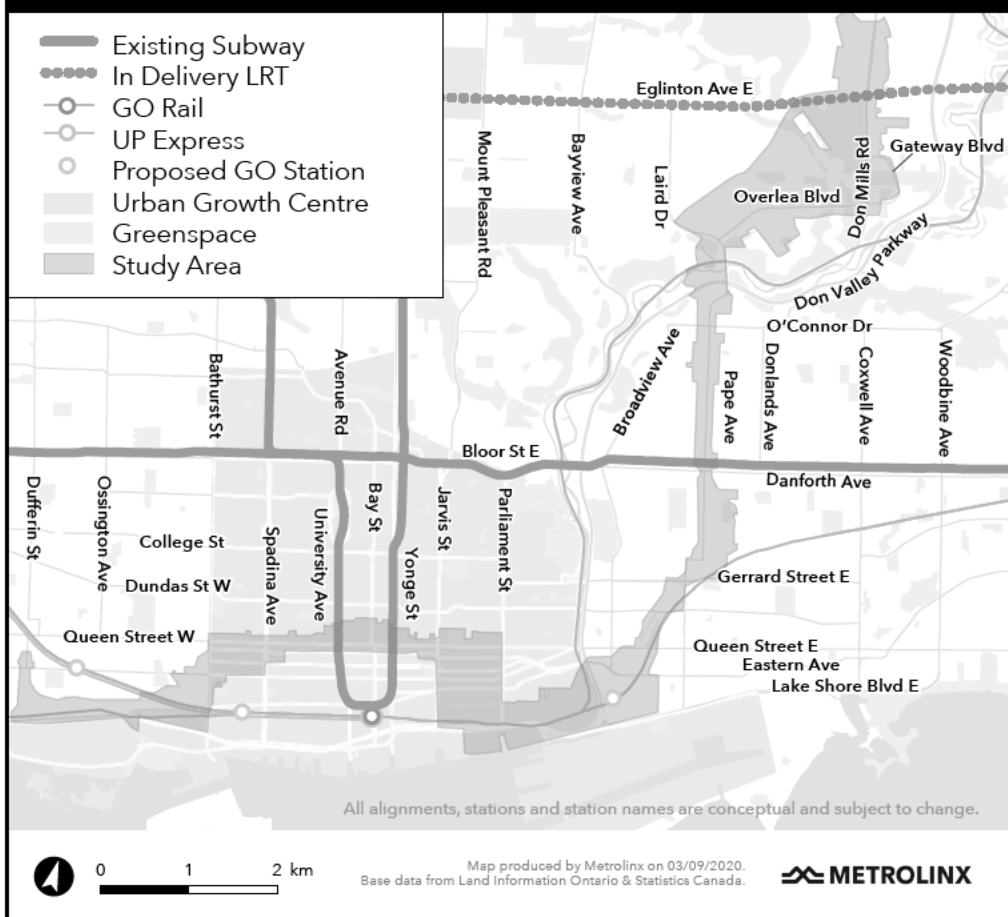 Existing Subway
In Delivery LRT
GO Rail
UP Express
Proposed GO Station
Urban Growth Centre
Greenspace
Study Area
Eglinton Ave E
Mount Pleasant Rd
Bayview Ave
Laird Dr
Overlea Blvd
Don Mills Rd
Gateway Blvd
Don Valley Parkway
O'Connor Dr
Bathurst St
Avenue Rd
Broadview Ave
Pape Ave
Donlands Ave
Coxwell Ave
Woodbine Ave
Bloor St E
Danforth Ave
Dufferin St
Ossington Ave
College St
Dundas St W
Spadina Ave
University Ave
Bay St
Yonge St
Jarvis St
Parliament St
Gerrard Street E
Queen Street W
Queen Street E
Eastern Ave
Lake Shore Blvd E
All alignments, stations and station names are conceptual and subject to change.
0 1 2 km
Map produced by Metrolinx on 03/09/2020.
Base data from Land Information Ontario & Statistics Canada.
METROLINX